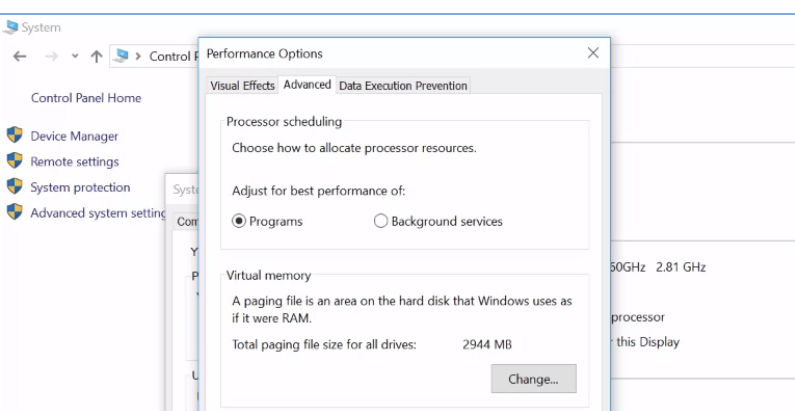 System
Control P
Performance Options
Visual Effects Advanced Data Execution Prevention
Control Panel Home
Device Manager
Remote settings
System protection
Advanced system setting
Processor scheduling
Choose how to allocate processor resources.
Adjust for best performance of:
Programs Background services
Virtual memory
A paging file is an area on the hard disk that Windows uses as
if it were RAM.
Total paging file size for all drives: 2944 MB
Change...
Syste
Com
Y
P
U
60GHz 2.81 GHz
processor
this Display